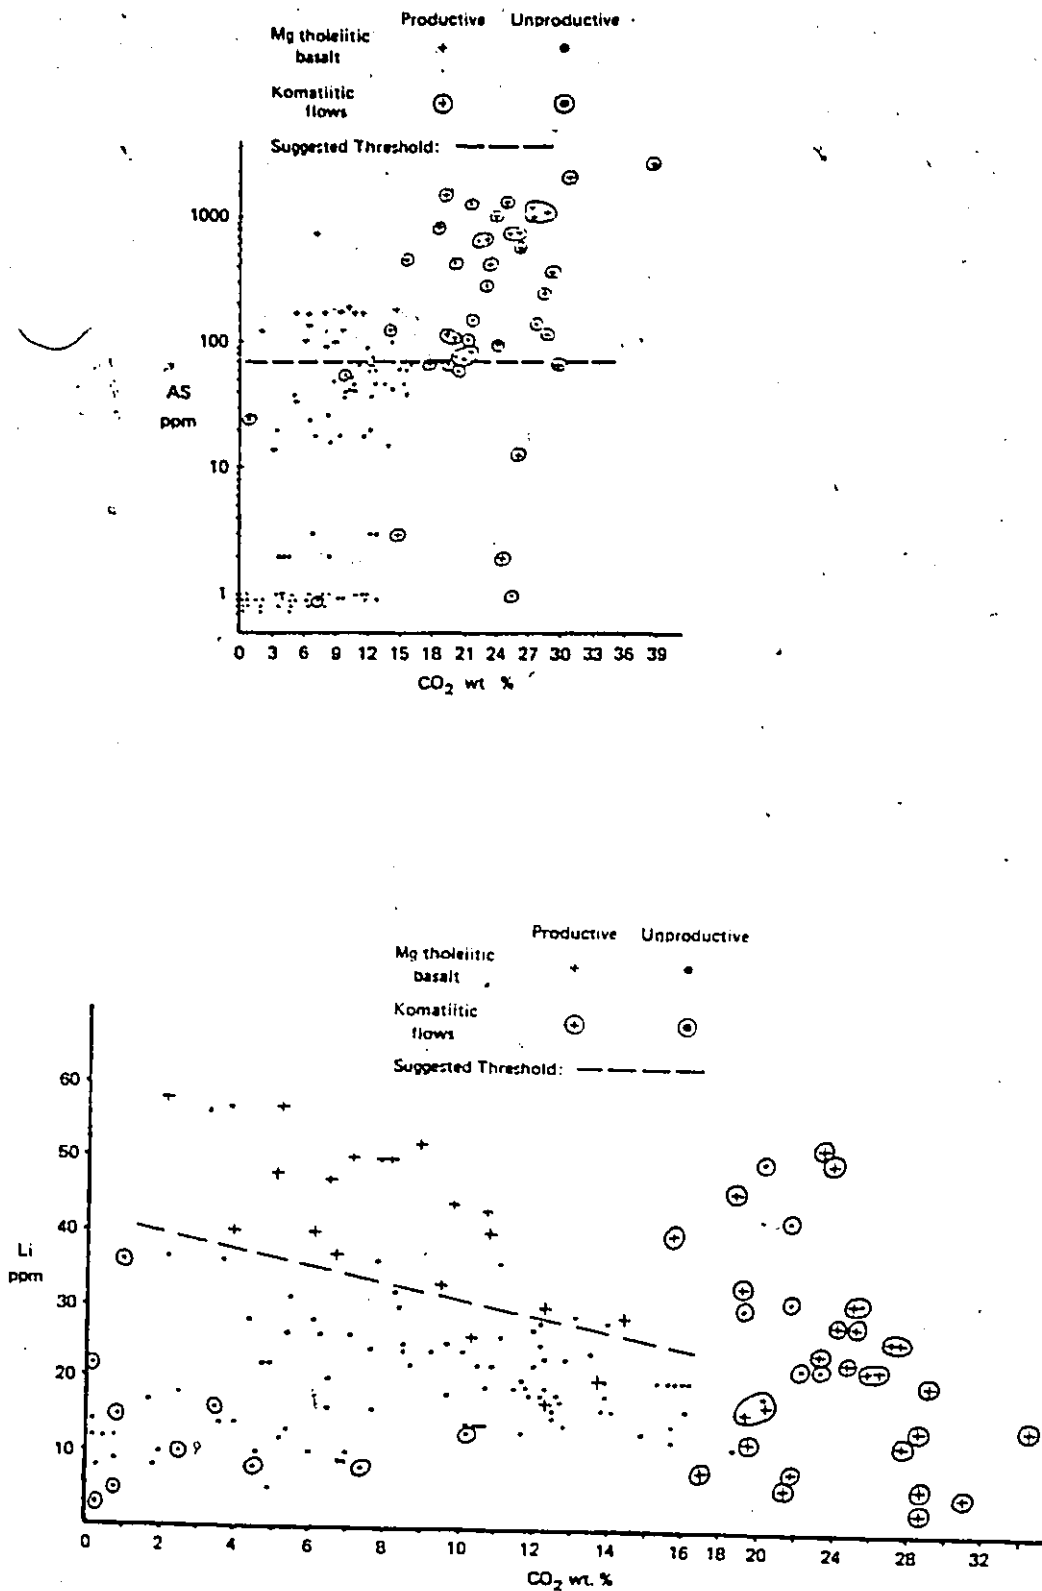 Productive Unproductive
Mg tholeiitic
basalt
Komatiitic
flows
Suggested Threshold:
1000
100
AS
ppm
10
1
0 3 6 9 12 15 18 21 24 27 30 33 36 39
CO2 wt. %
Productive Unproductive
Mg tholeiitic
basalt
Komatiitic
flows
Suggested Threshold:
60
50
40
Li
ppm
30
20
10
0 2 4 6 8 10 12 14 16 18 20 24 28 32
CO2 wt. %